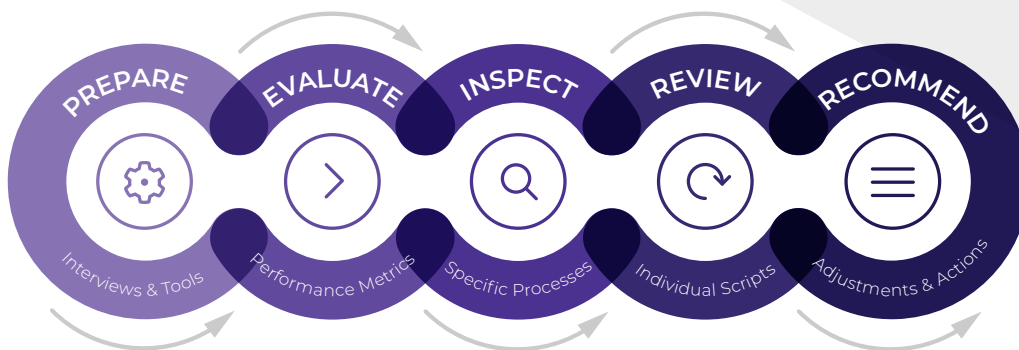 PREPARE
Interviews & Tools
EVALUATE
Performance Metrics
INSPECT
Specific Processes
REVIEW
Individual Scripts
RECOMMEND
Adjustments & Actions